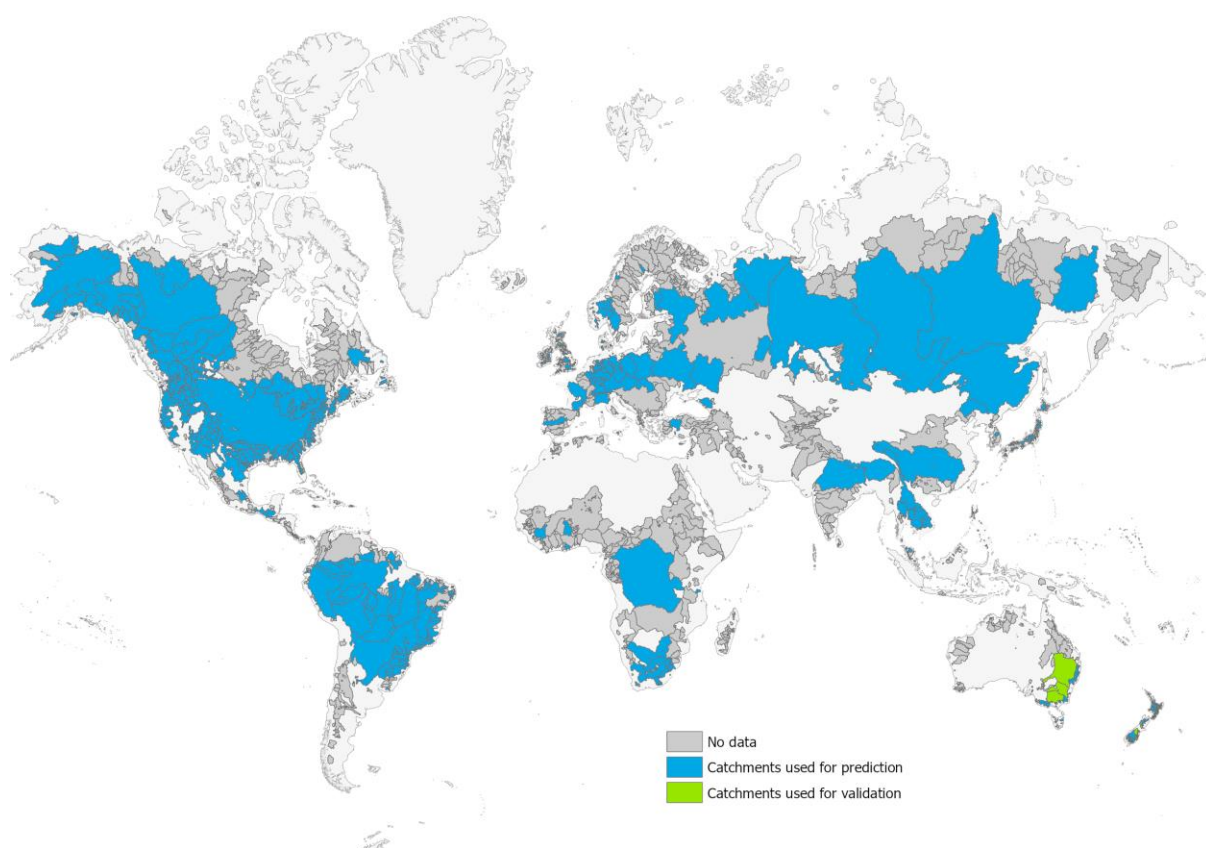 No data
Catchments used for prediction
Catchments used for validation